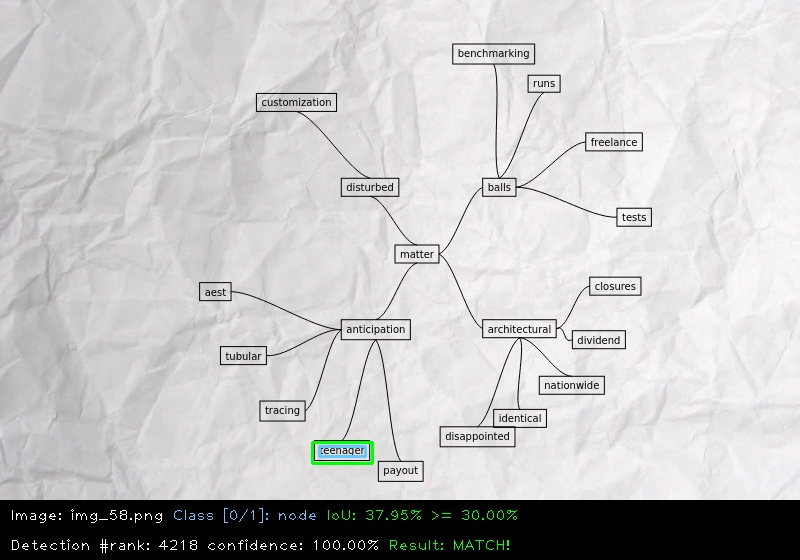 benchmarking
runs
customization
freelance
disturbed
balls
tests
matter
closures
aest
anticipation
architectural
dividend
tubular
nationwide
tracing
identical
disappointed
teenager
payout
Image: img_58.png Class [0/1]: node IoU: 37.95% >= 30.00%
Detection #rank: 4218 confidence: 100.00% Result: MATCH!